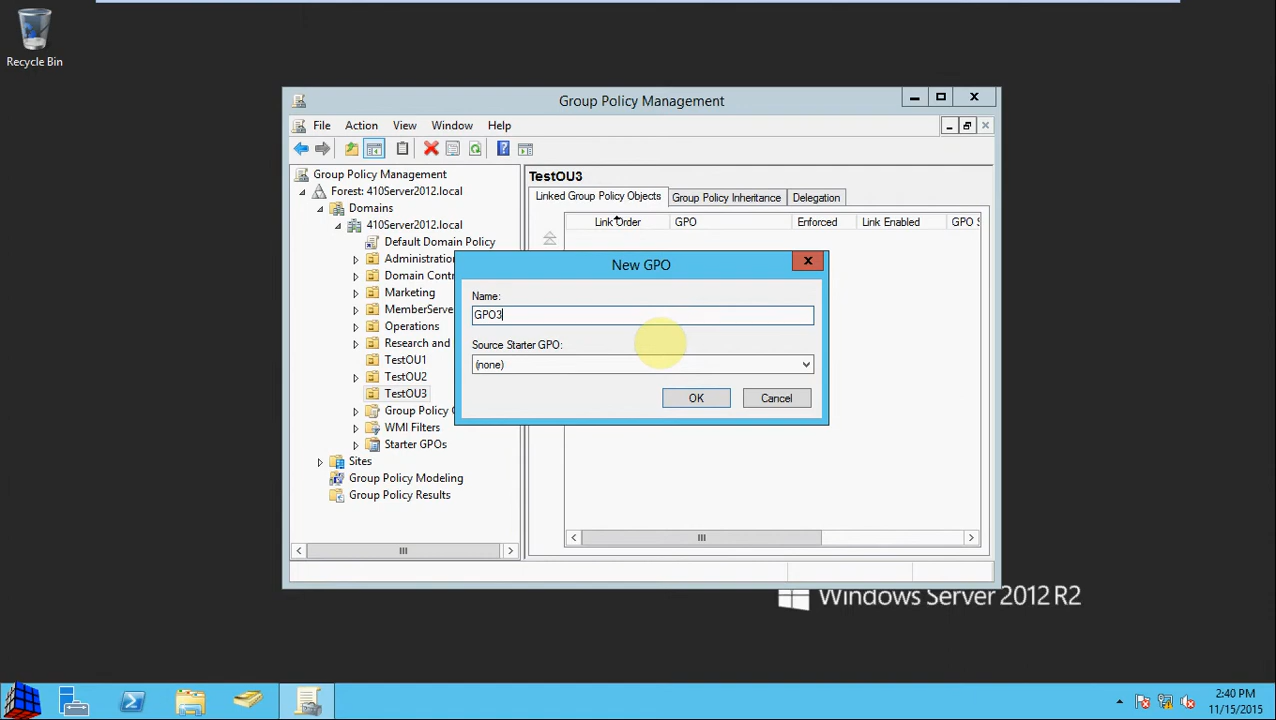 Recycle Bin
Group Policy Management
File Action View Window Help
Group Policy Management
Forest: 410Server2012.local
Domains
410Server2012.local
Default Domain Policy
Administratio
Domain Contr
Marketing
MemberServe
Operations
Research and
TestOU1
TestOU2
TestOU3
Group Policy O
WMI Filters
Starter GPOs
Sites
Group Policy Modeling
Group Policy Results
TestOU3
Linked Group Policy Objects Group Policy Inheritance Delegation
Link Order GPO Enforced Link Enabled GPO S
New GPO
Name:
GPO3
Source Starter GPO:
(none)
OK Cancel
Windows Server 2012 R2
2:40 PM
11/15/2015